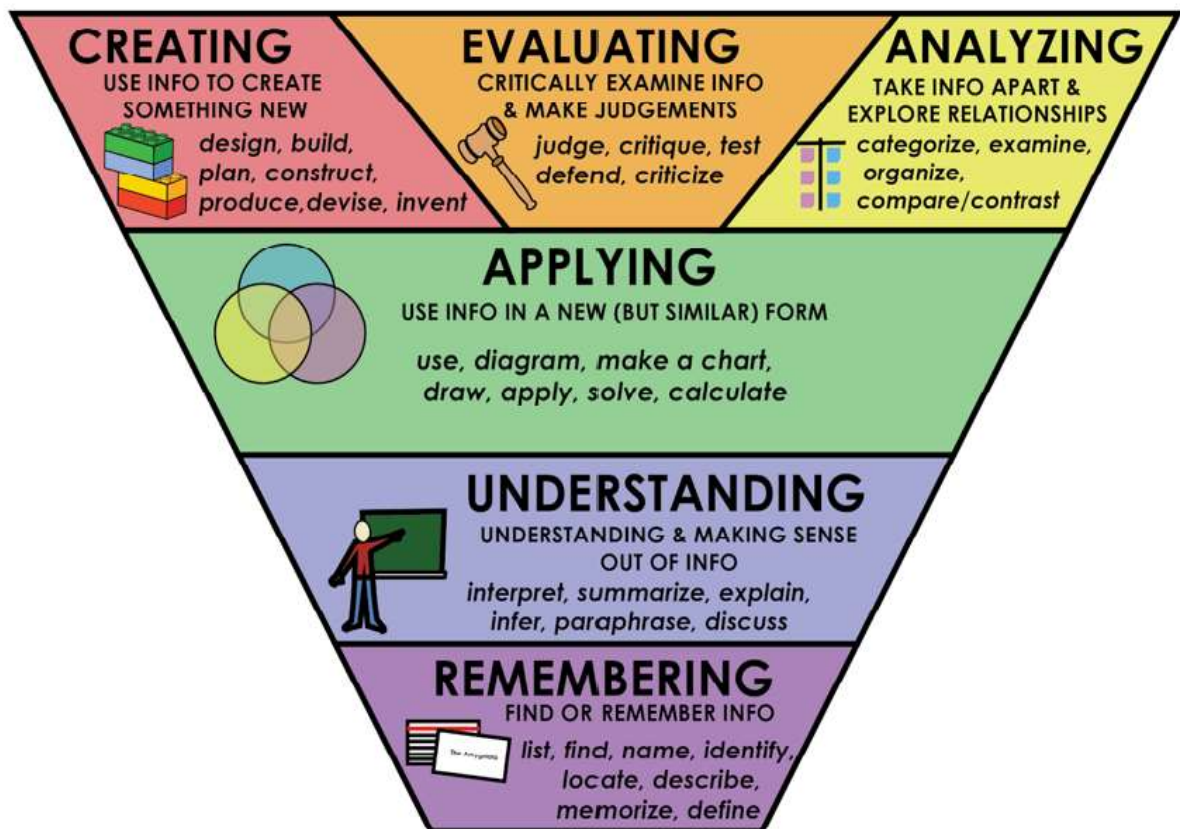 CREATING
USE INFO TO CREATE
SOMETHING NEW
design, build,
plan, construct,
produce,devise, invent
EVALUATING
CRITICALLY EXAMINE INFO
& MAKE JUDGEMENTS
judge, critique, test
defend, criticize
ANALYZING
TAKE INFO APART &
EXPLORE RELATIONSHIPS
categorize, examine,
organize,
compare/contrast
APPLYING
USE INFO IN A NEW (BUT SIMILAR) FORM
use, diagram, make a chart,
draw, apply, solve, calculate
UNDERSTANDING
UNDERSTANDING & MAKING SENSE
OUT OF INFO
interpret, summarize, explain,
infer, paraphrase, discuss
REMEMBERING
FIND OR REMEMBER INFO
The
list, find, name, identify,
locate, describe,
memorize, define